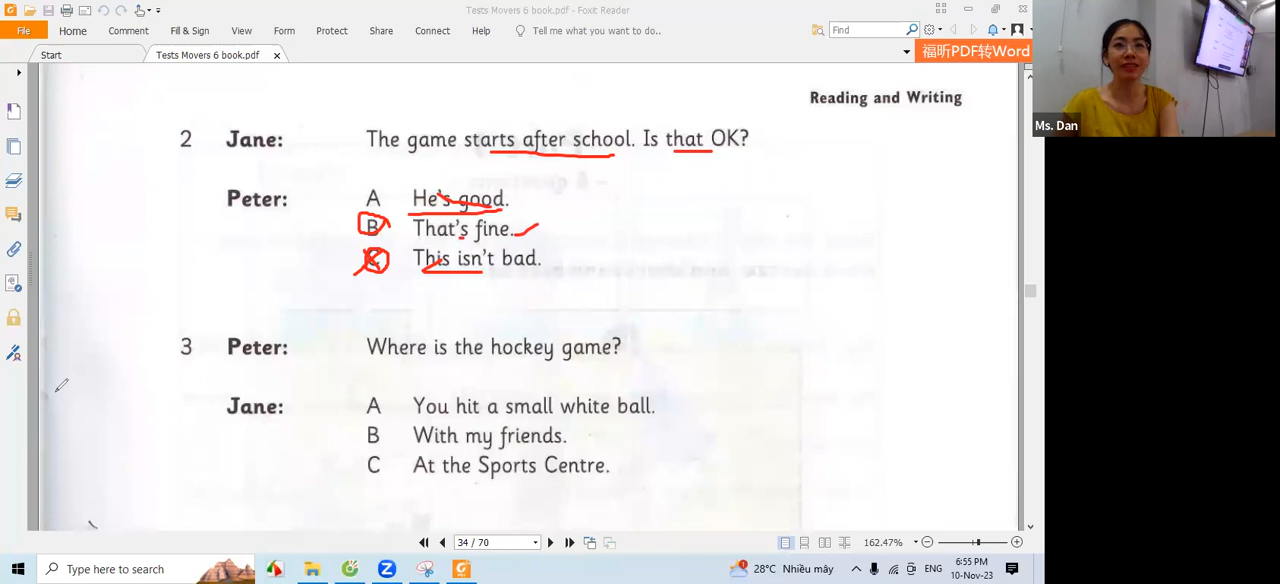 Tests Movers 6 book.pdf - Foxit Reader
File Home Comment Fill & Sign View Form Protect Share Connect Help Tell me what you want to do.. Find
Start Tests Movers 6 book.pdf
福昕PDF转Word
Ms. Dan
Reading and Writing
2 Jane: The game starts after school. Is that OK?
Peter: A He's good.
B That's fine.
C This isn't bad.
3 Peter: Where is the hockey game?
Jane: A You hit a small white ball.
B With my friends.
C At the Sports Centre.
34 / 70 162.47%
Type here to search 1 28°C Nhiều mây ENG 6:55 PM
10-Nov-23